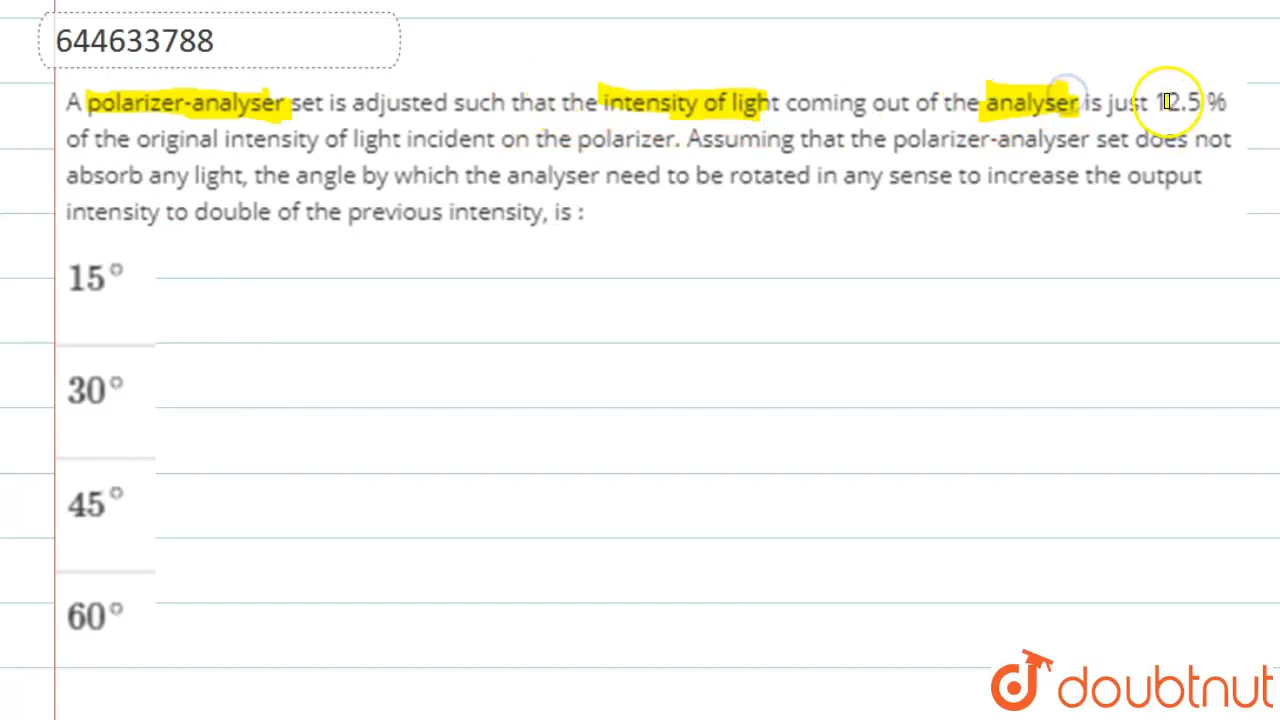 644633788
A polarizer-analyser set is adjusted such that the intensity of light coming out of the analyser is just 12.5 %
of the original intensity of light incident on the polarizer. Assuming that the polarizer-analyser set does not
absorb any light, the angle by which the analyser need to be rotated in any sense to increase the output
intensity to double of the previous intensity, is :
15°
30°
45°
60°
doubtnut